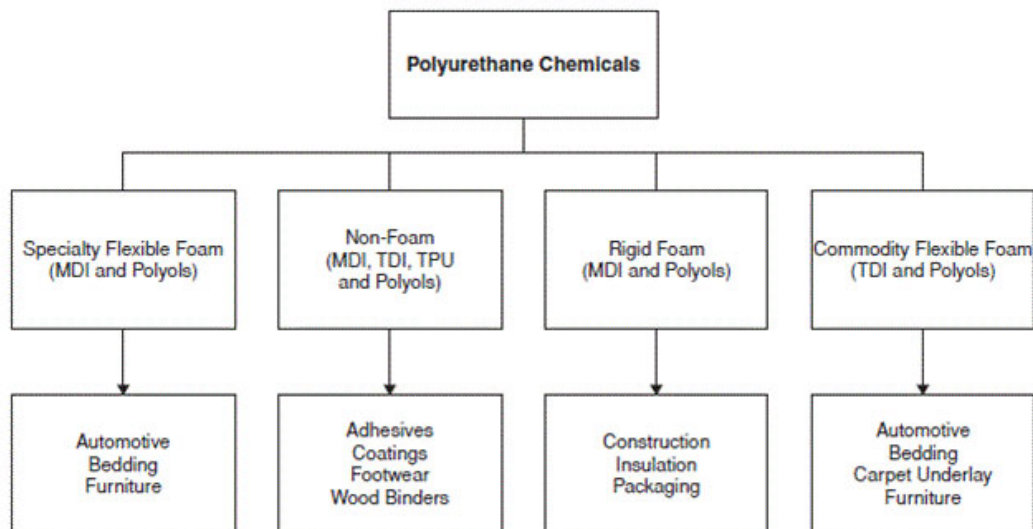 Polyurethane Chemicals
Specialty Flexible Foam
(MDI and Polyols)
Non-Foam
(MDI, TDI, TPU
and Polyols)
Rigid Foam
(MDI and Polyols)
Commodity Flexible Foam
(TDI and Polyols)
Automotive
Bedding
Furniture
Adhesives
Coatings
Footwear
Wood Binders
Construction
Insulation
Packaging
Automotive
Bedding
Carpet Underlay
Furniture